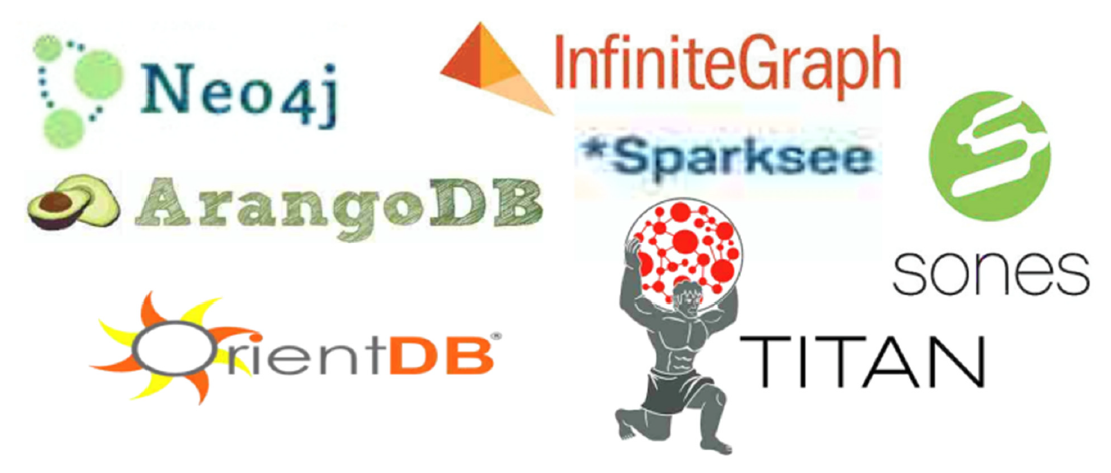 Neo4j
InfiniteGraph
*Sparksee
ArangoDB
sones
OrientDB®
TITAN